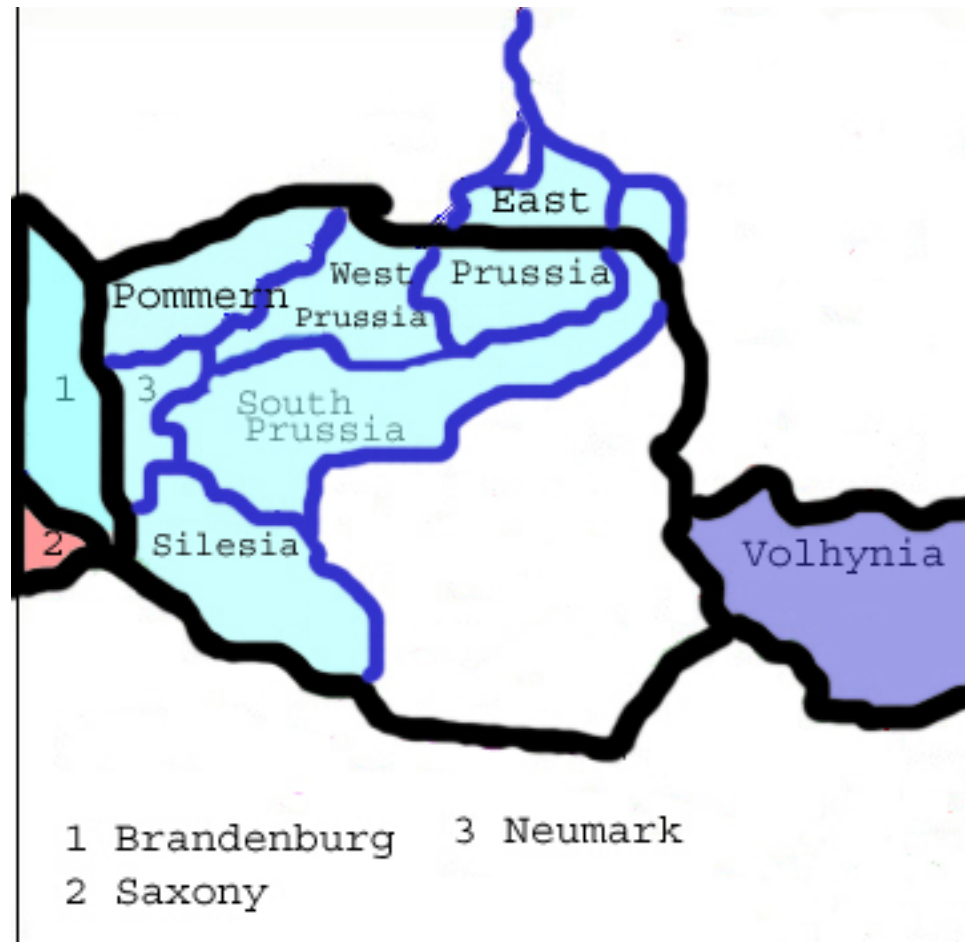 East
West Prussia
Pommern
Prussia
1 3
South
Prussia
2 Silesia
Volhynia
1 Brandenburg 3 Neumark
2 Saxony